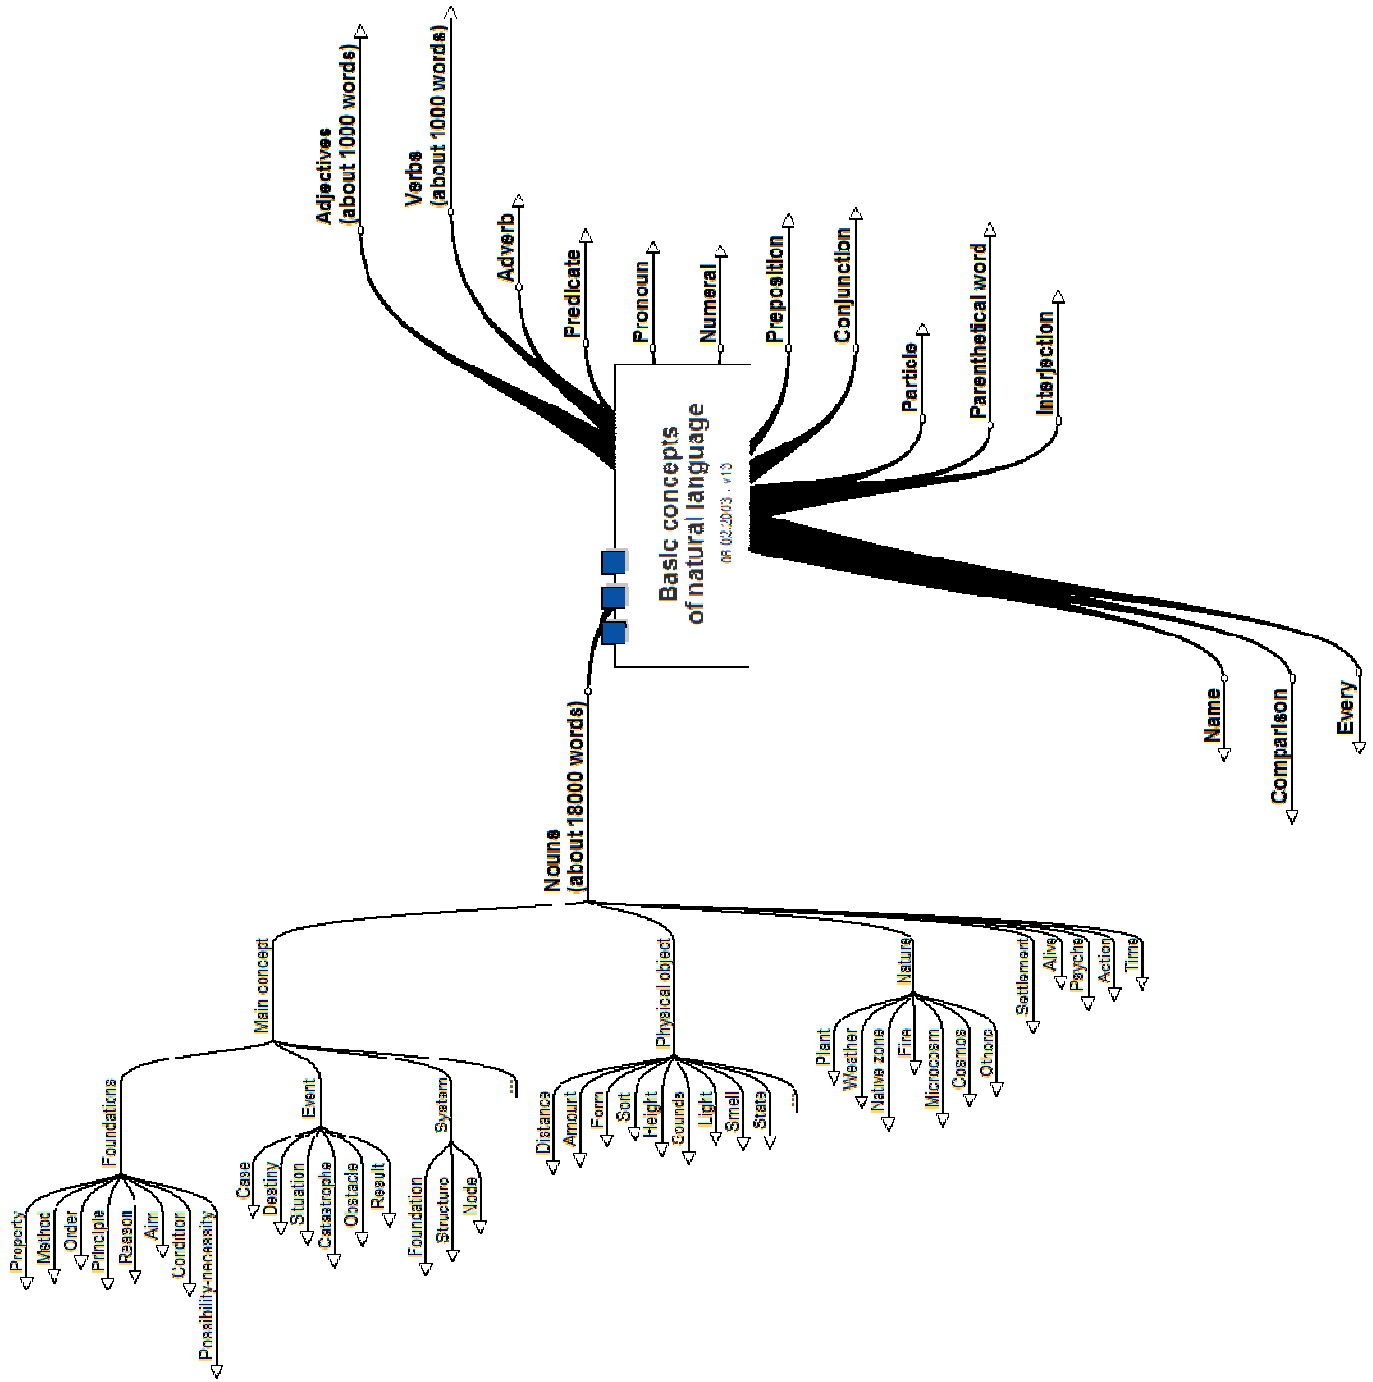 Adjectives
(about 1000 words)
Verbs
(about 1000 words)
Adverb
Predicate
Pronoun
Numeral
Preposition
Conjunction
Particle
Parenthetical word
Interjection
Basic concepts
of natural language
Name
Comparison
Every
Nouns
(about 18000 words)
Main concept
Foundations
Property
Method
Order
Principle
Reason
Aim
Condition
Possibility-necessity
Event
Case
Destiny
Situation
Catastrophe
Obstacle
Result
System
Foundation
Structure
Node
...
Physical object
Distance
Amount
Form
Sort
Height
Sounds
Light
Smell
State
...
Nature
Plant
Weather
Native zone
Fire
Microcosm
Cosmos
Others
Settlement
Alive
Psyche
Action
Time